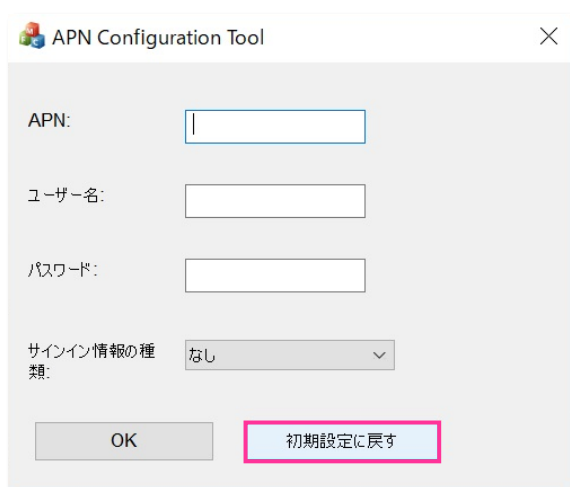 APN Configuration Tool
APN:
ユーザー名:
パスワード:
サインイン情報の種
類:
なし
OK
初期設定に戻す